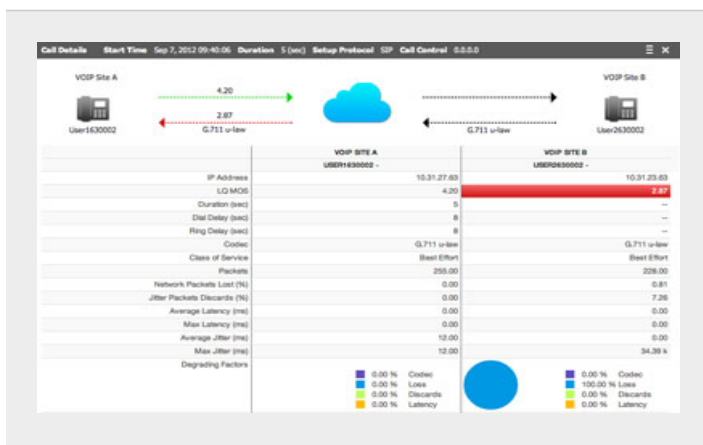 Call Details Start Time Sep 7, 2012 09:40:06 Duration 5 (sec) Setup Protocol SIP Call Control 0.0.0.0
VOIP Site A
VOIP Site B
4.20
2.87
User1630002
G.711 u-law
G.711 u-law
User2630002
VOIP SITE A
VOIP SITE B
USER1630002 -
USER2630002 -
IP Address 10.31.27.63 10.31.23.63
LQ MOS 4.20 2.87
Duration (sec) 5 --
Dial Delay (sec) 8 --
Ring Delay (sec) 8 --
Codec G.711 u-law G.711 u-law
Class of Service Best Effort Best Effort
Packets 255.00 228.00
Network Packets Lost (%) 0.00 0.81
Jitter Packets Discards (%) 0.00 7.26
Average Latency (ms) 0.00 0.00
Max Latency (ms) 0.00 0.00
Average Jitter (ms) 12.00 0.00
Max Jitter (ms) 12.00 34.39 k
Degrading Factors
0.00 % Codec 0.00 % Codec
0.00 % Loss 100.00 % Loss
0.00 % Discards 0.00 % Discards
0.00 % Latency 0.00 % Latency